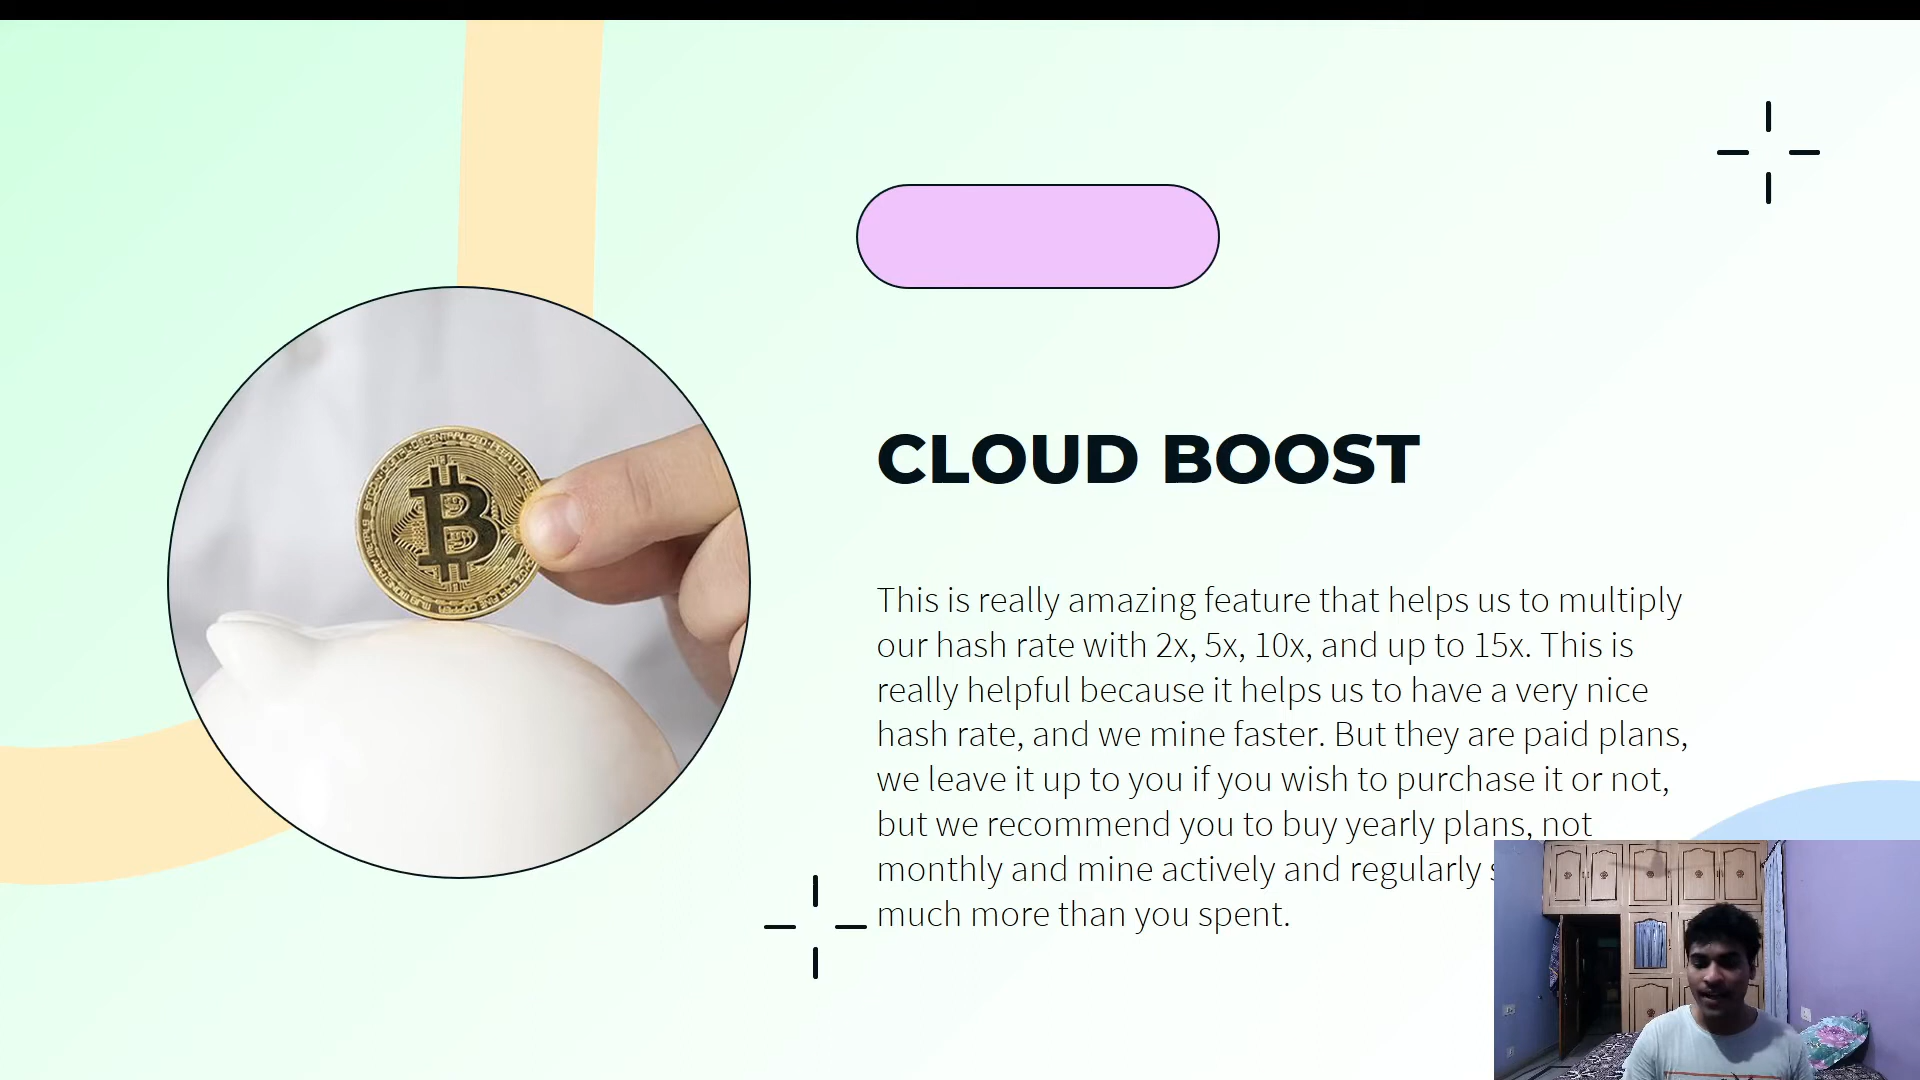 CLOUD BOOST
This is really amazing feature that helps us to multiply
our hash rate with 2x, 5x, 10x, and up to 15x. This is
really helpful because it helps us to have a very nice
hash rate, and we mine faster. But they are paid plans,
we leave it up to you if you wish to purchase it or not,
but we recommend you to buy yearly plans, not
monthly and mine actively and regularly
much more than you spent.